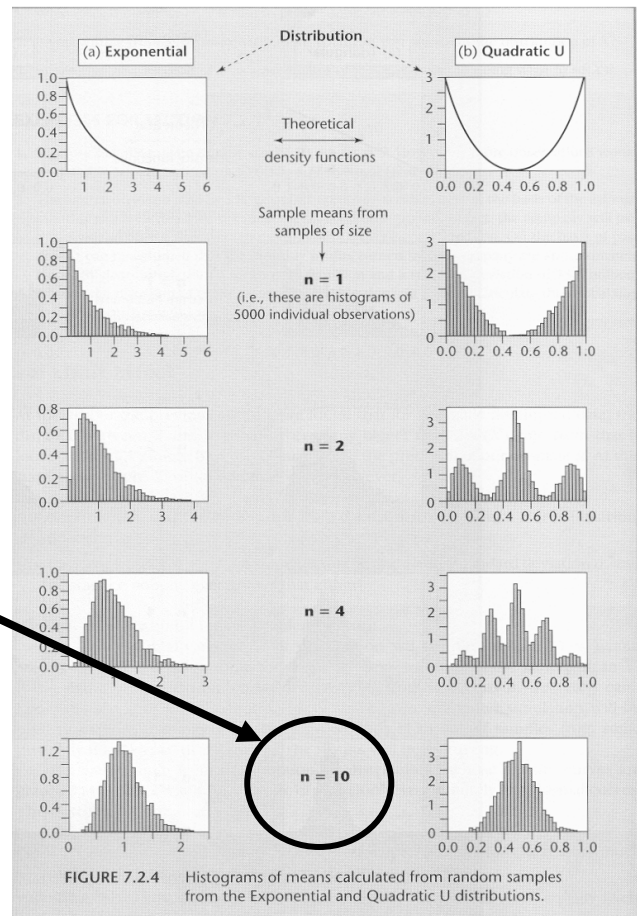 Distribution
(a) Exponential
(b) Quadratic U
1.0
0.8
0.6
0.4
0.2
0.0
1 2 3 4 5 6
Theoretical
density functions
3
2
1
0
0.0 0.2 0.4 0.6 0.8 1.0
Sample means from
samples of size
1.0
0.8
0.6
0.4
0.2
0.0
1 2 3 4 5 6
n = 1
(i.e., these are histograms of
5000 individual observations)
3
2
1
0
0.0 0.2 0.4 0.6 0.8 1.0
0.8
0.6
0.4
0.2
0.0
1 2 3 4
n = 2
3
2
1
0
0.0 0.2 0.4 0.6 0.8 1.0
1.0
0.8
0.6
0.4
0.2
0.0
1 2 3
n = 4
3
2
1
0
0.0 0.2 0.4 0.6 0.8 1.0
1.2
0.8
0.4
0.0
0 1 2
n = 10
3
2
1
0
0.0 0.2 0.4 0.6 0.8 1.0
FIGURE 7.2.4 Histograms of means calculated from random samples
from the Exponential and Quadratic U distributions.